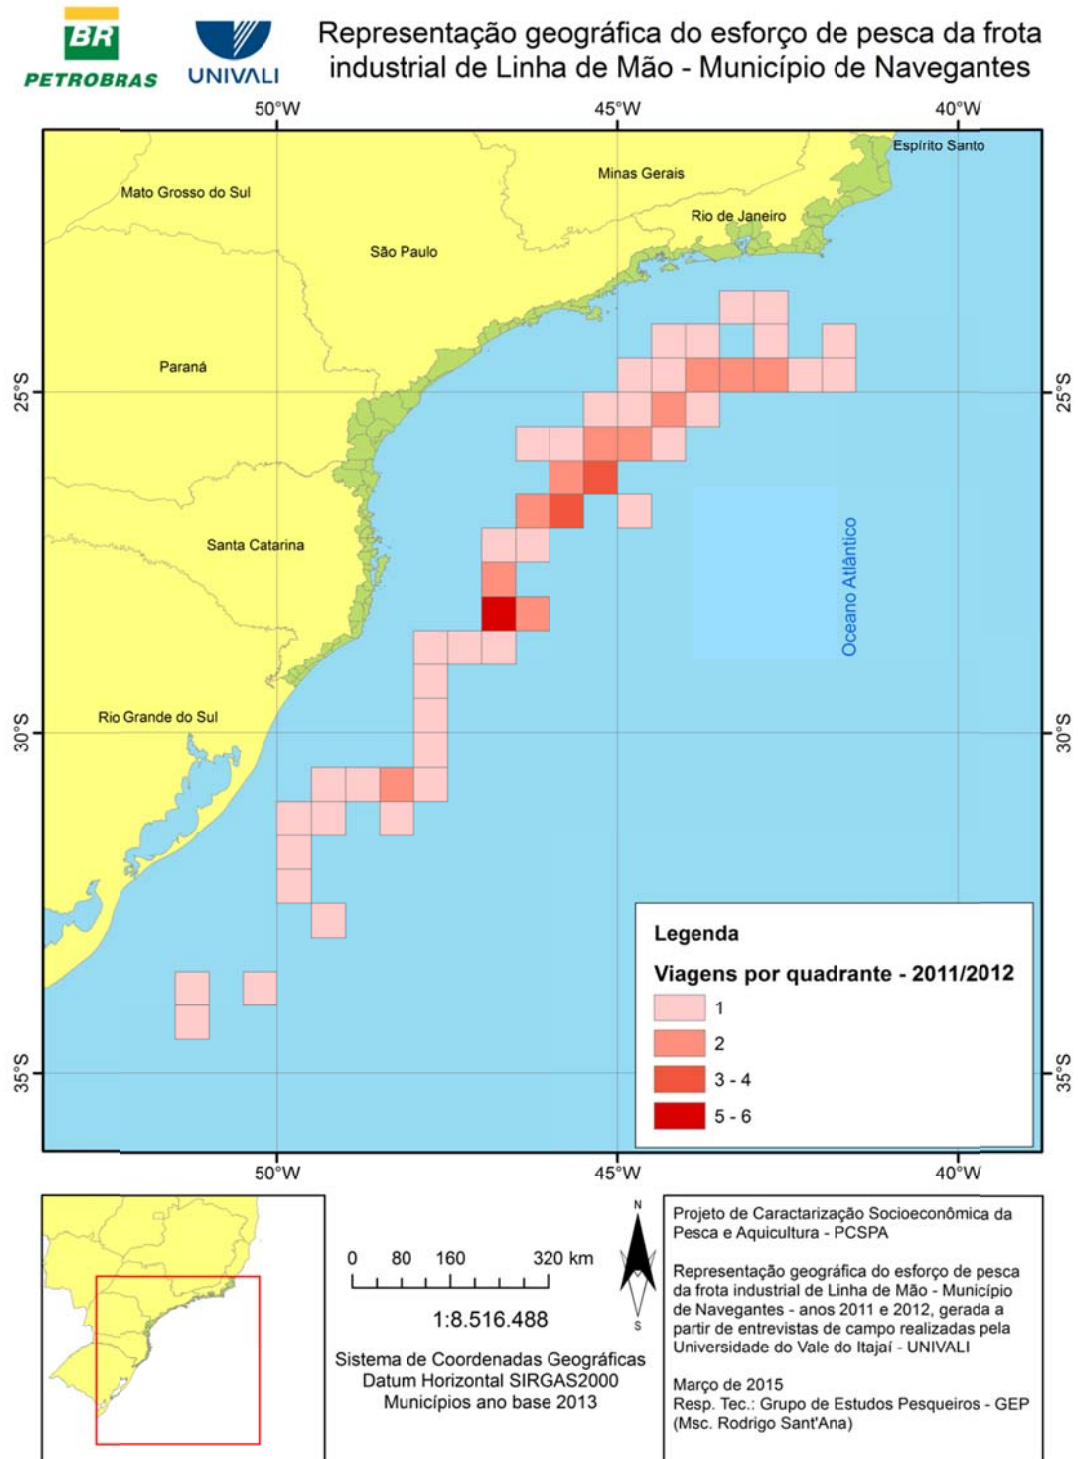 BR
PETROBRAS
UNIVALI
Representação geográfica do esforço de pesca da frota
industrial de Linha de Mão - Município de Navegantes
50°W 45°W 40°W
Espírito Santo
Minas Gerais
Mato Grosso do Sul
Rio de Janeiro
São Paulo
Paraná
25°S 25°S
Santa Catarina
Oceano Atlântico
Rio Grande do Sul
30°S 30°S
Legenda
Viagens por quadrante - 2011/2012
1
2
3 - 4
5 - 6
35°S 35°S
50°W 45°W 40°W
N
S
0 80 160 320 km
1:8.516.488
Sistema de Coordenadas Geográficas
Datum Horizontal SIRGAS2000
Municípios ano base 2013
Projeto de Caractarização Socioeconômica da
Pesca e Aquicultura - PCSPA
Representação geográfica do esforço de pesca
da frota industrial de Linha de Mão - Município
de Navegantes - anos 2011 e 2012, gerada a
partir de entrevistas de campo realizadas pela
Universidade do Vale do Itajaí - UNIVALI
Março de 2015
Resp. Tec.: Grupo de Estudos Pesqueiros - GEP
(Msc. Rodrigo Sant'Ana)